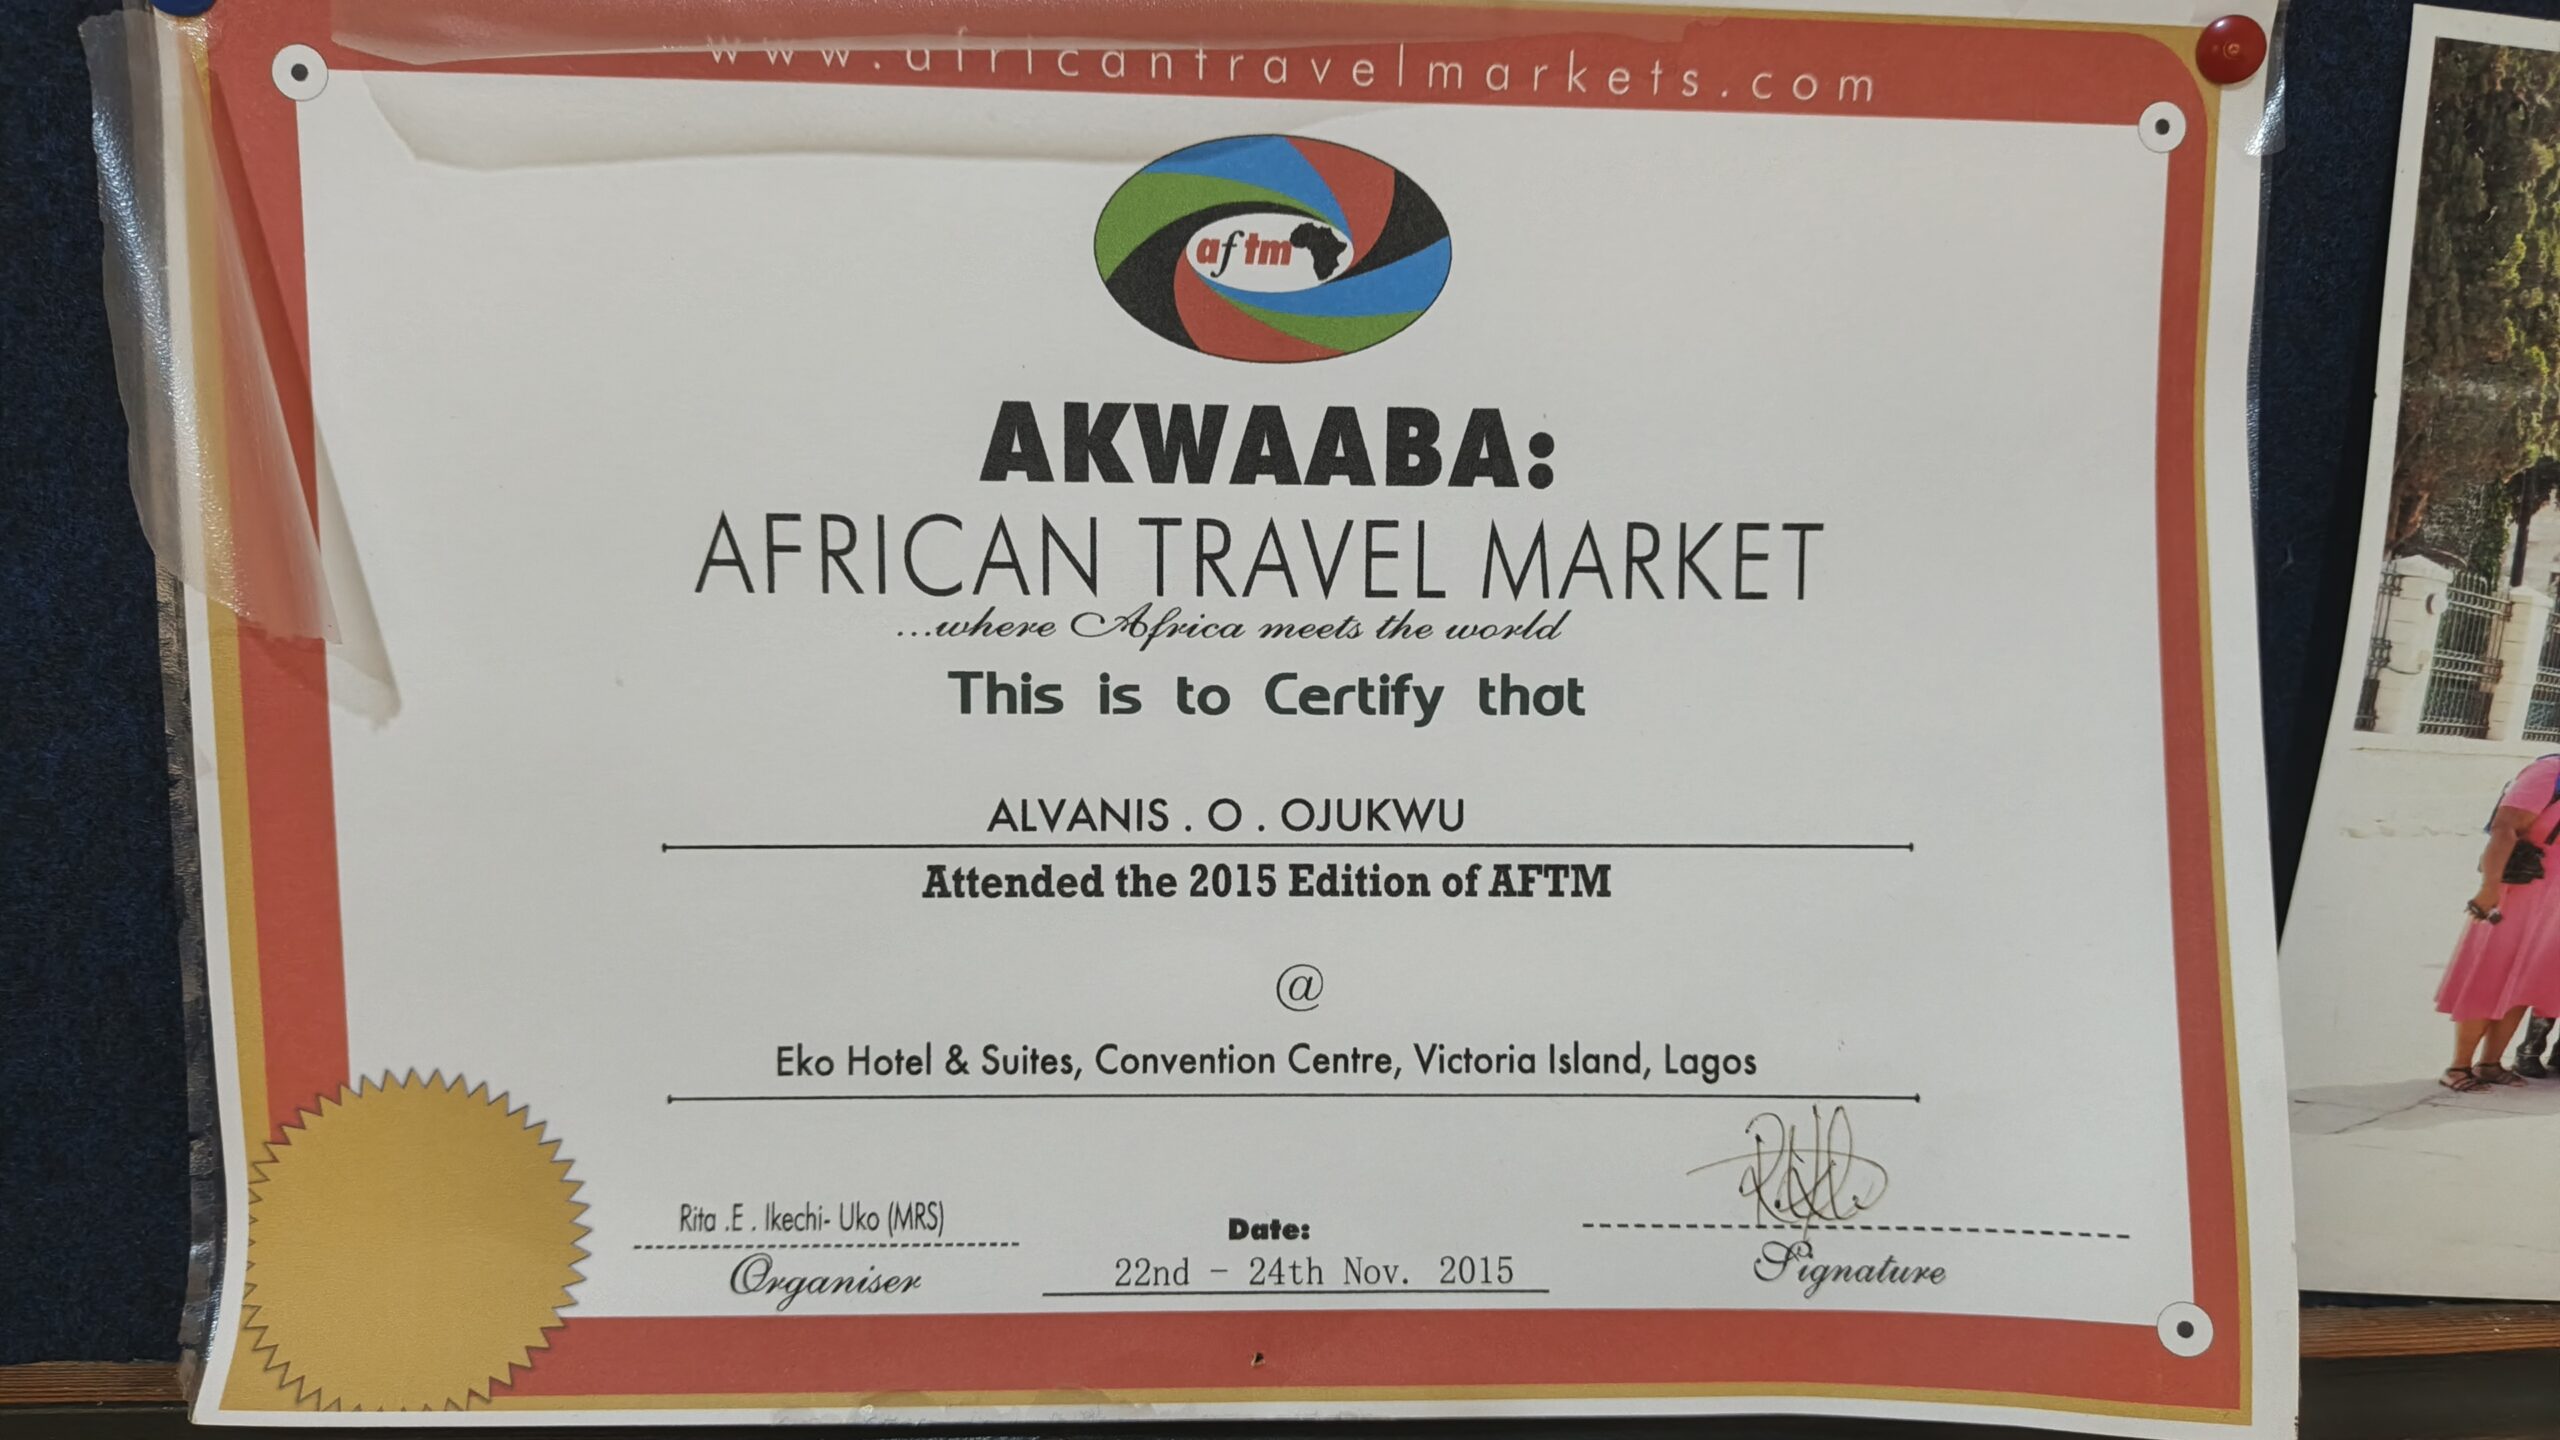 www.africantravelmarkets.com
aftm
AKWAABA:
AFRICAN TRAVEL MARKET
...where Africa meets the world
This is to Certify that
ALVANIS . O . OJUKWU
Attended the 2015 Edition of AFTM
@
Eko Hotel & Suites, Convention Centre, Victoria Island, Lagos
Rita .E . Ikechi- Uko (MRS)
Organiser
Date:
22nd - 24th Nov. 2015
Signature